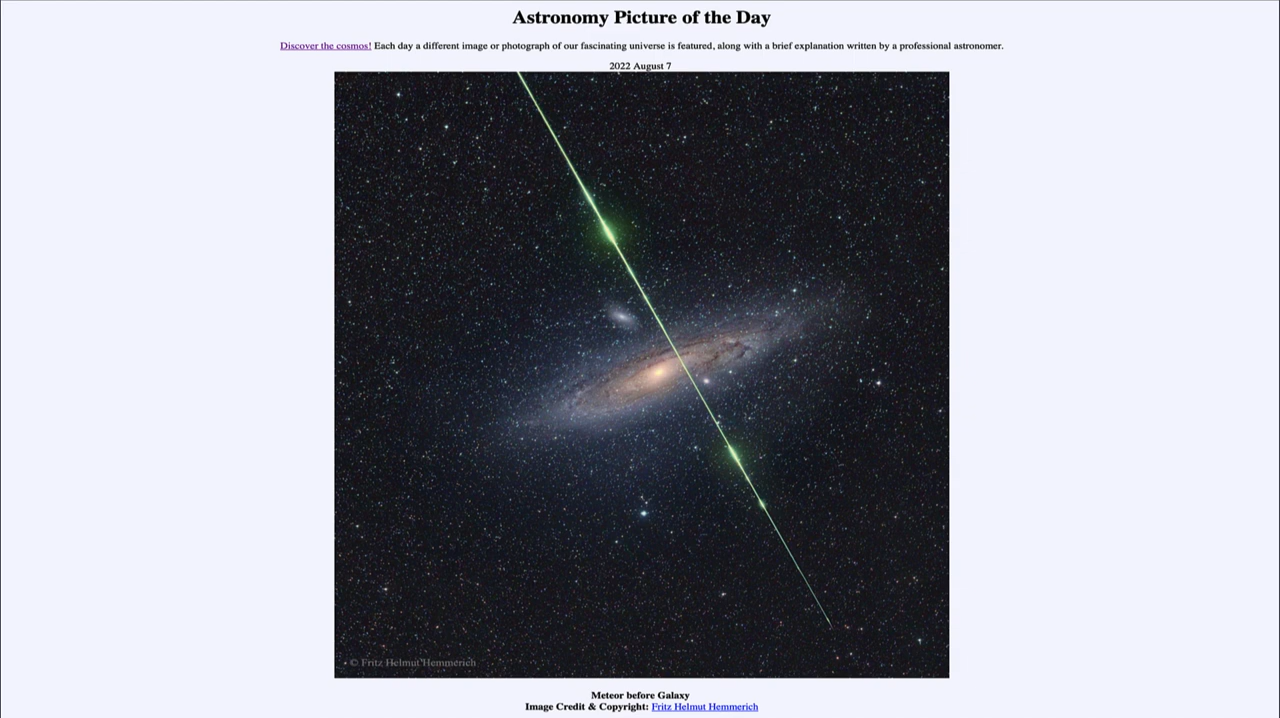 Astronomy Picture of the Day
Discover the cosmos! Each day a different image or photograph of our fascinating universe is featured, along with a brief explanation written by a professional astronomer.
2022 August 7
© Fritz Helmut Hemmerich
Meteor before Galaxy
Image Credit & Copyright: Fritz Helmut Hemmerich